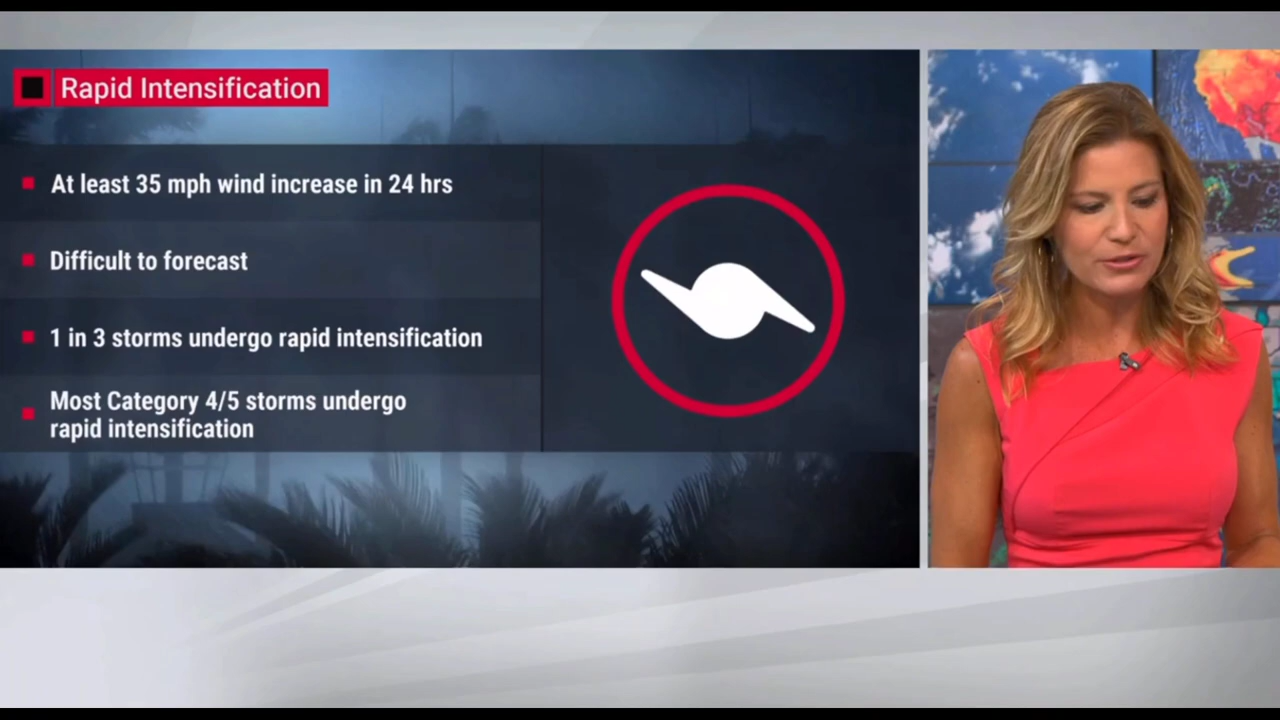 Rapid Intensification
At least 35 mph wind increase in 24 hrs
Difficult to forecast
1 in 3 storms undergo rapid intensification
Most Category 4/5 storms undergo
rapid intensification